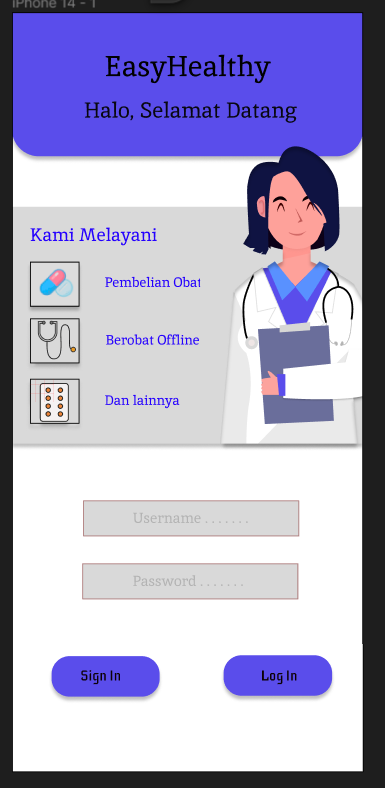 iPhone 14 - 1
EasyHealthy
Halo, Selamat Datang
Kami Melayani
Pembelian Obat
Berobat Offline
Dan lainnya
Username . . . . . . .
Password . . . . . . .
Sign In
Log In